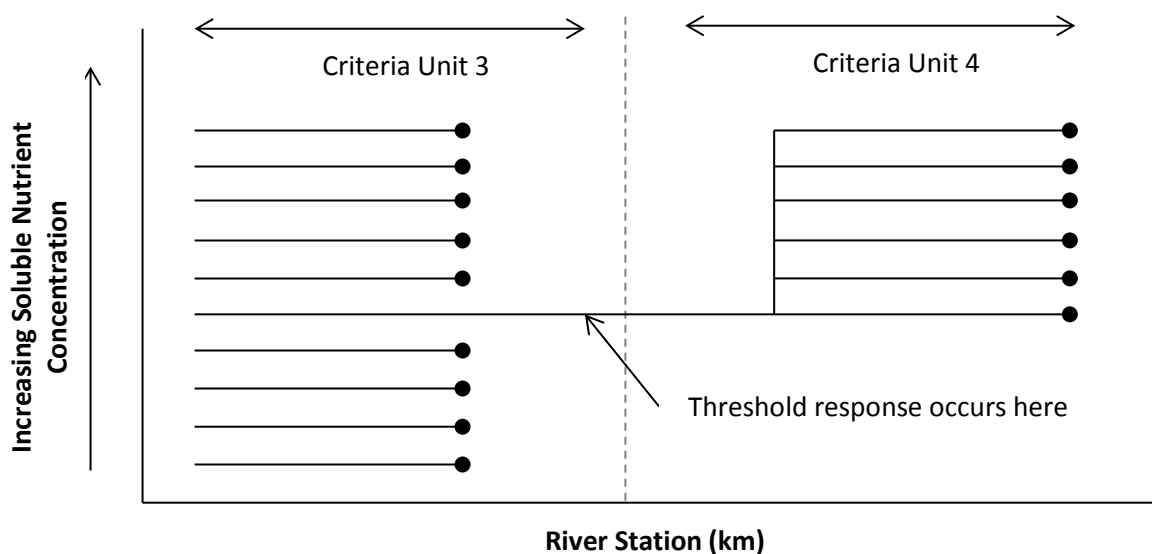 Criteria Unit 3
Criteria Unit 4
Increasing Soluble Nutrient
Concentration
Threshold response occurs here
River Station (km)